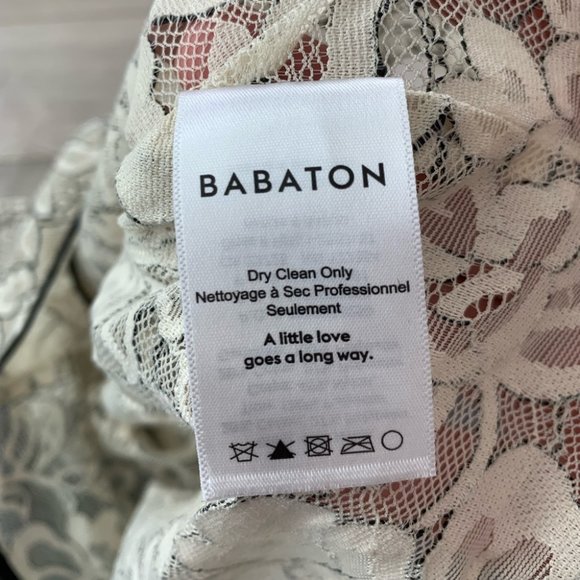 BABATON
Dry Clean Only
Nettoyage à Sec Professionnel
Seulement
A little love
goes a long way.